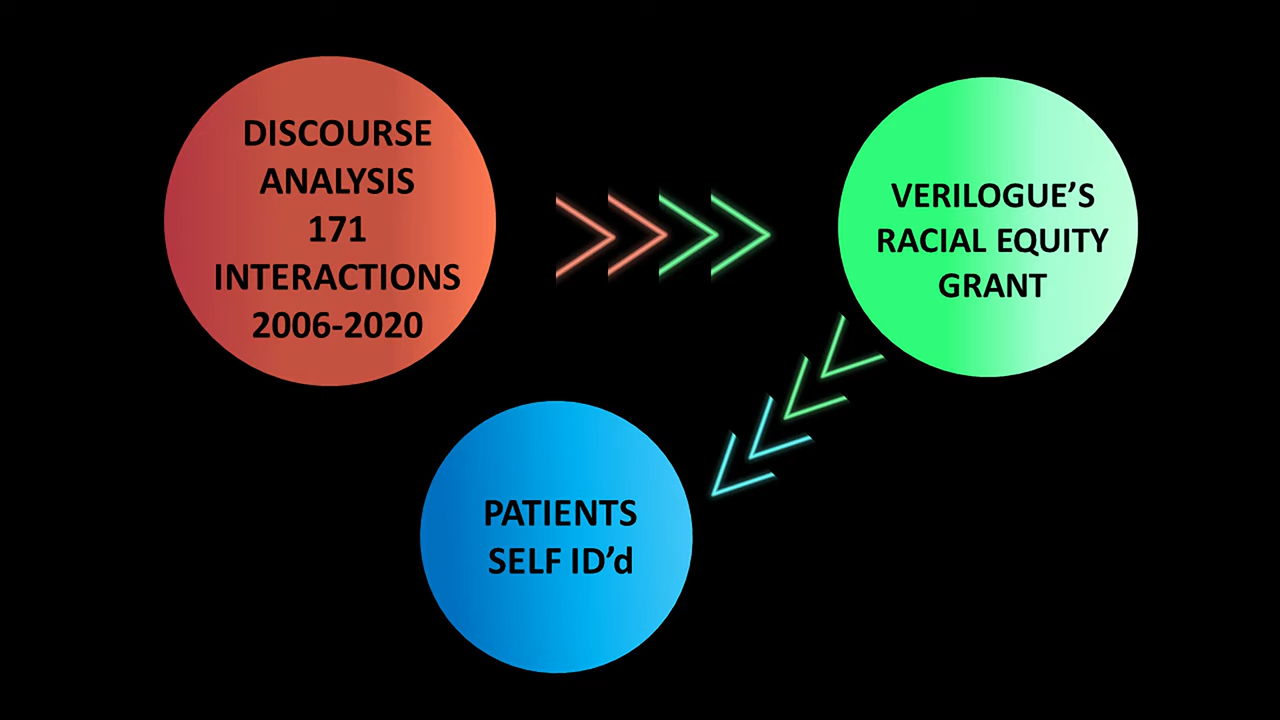 DISCOURSE
ANALYSIS
171
INTERACTIONS
2006-2020
VERILOGUE’S
RACIAL EQUITY
GRANT
PATIENTS
SELF ID’d